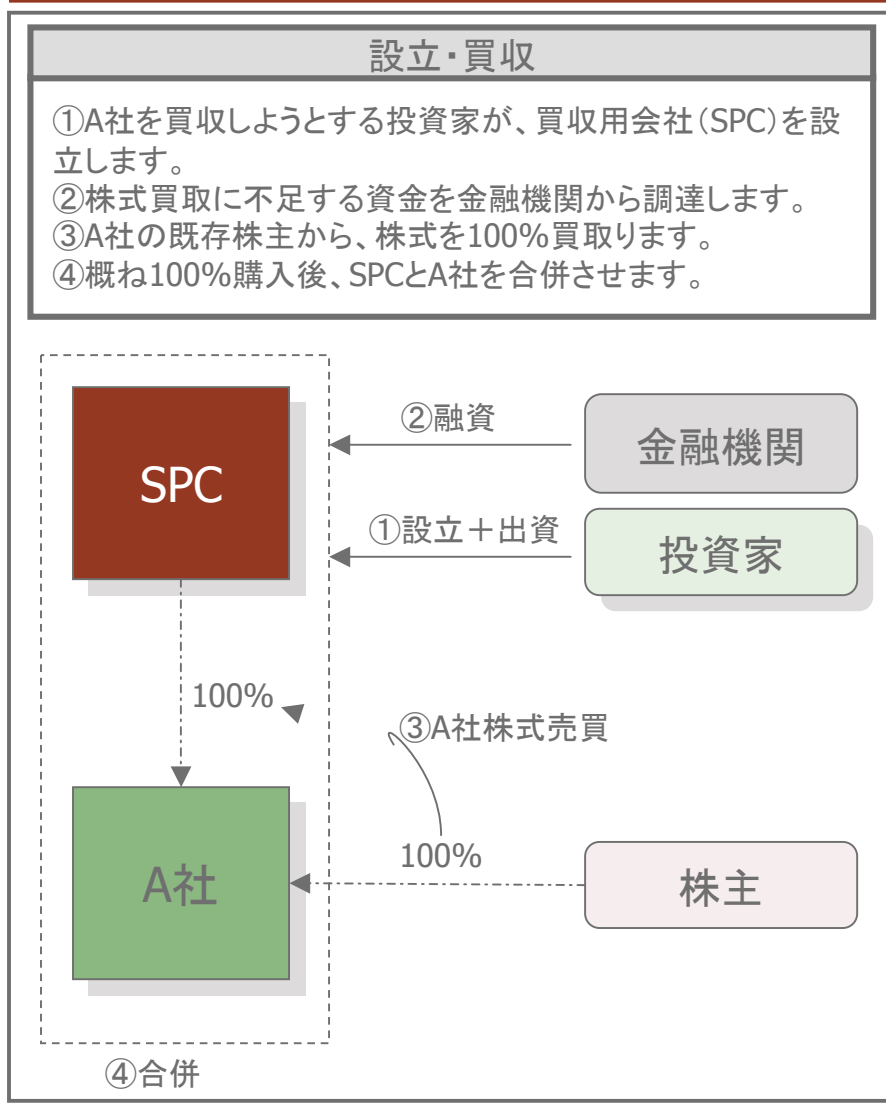 設立・買収
①A社を買収しようとする投資家が、買収用会社（SPC）を設
立します。
②株式買取に不足する資金を金融機関から調達します。
③A社の既存株主から、株式を100%買取ります。
④概ね100%購入後、SPCとA社を合併させます。
②融資
金融機関
SPC
①設立＋出資
投資家
100%
③A社株式売買
100%
A社
株主
④合併